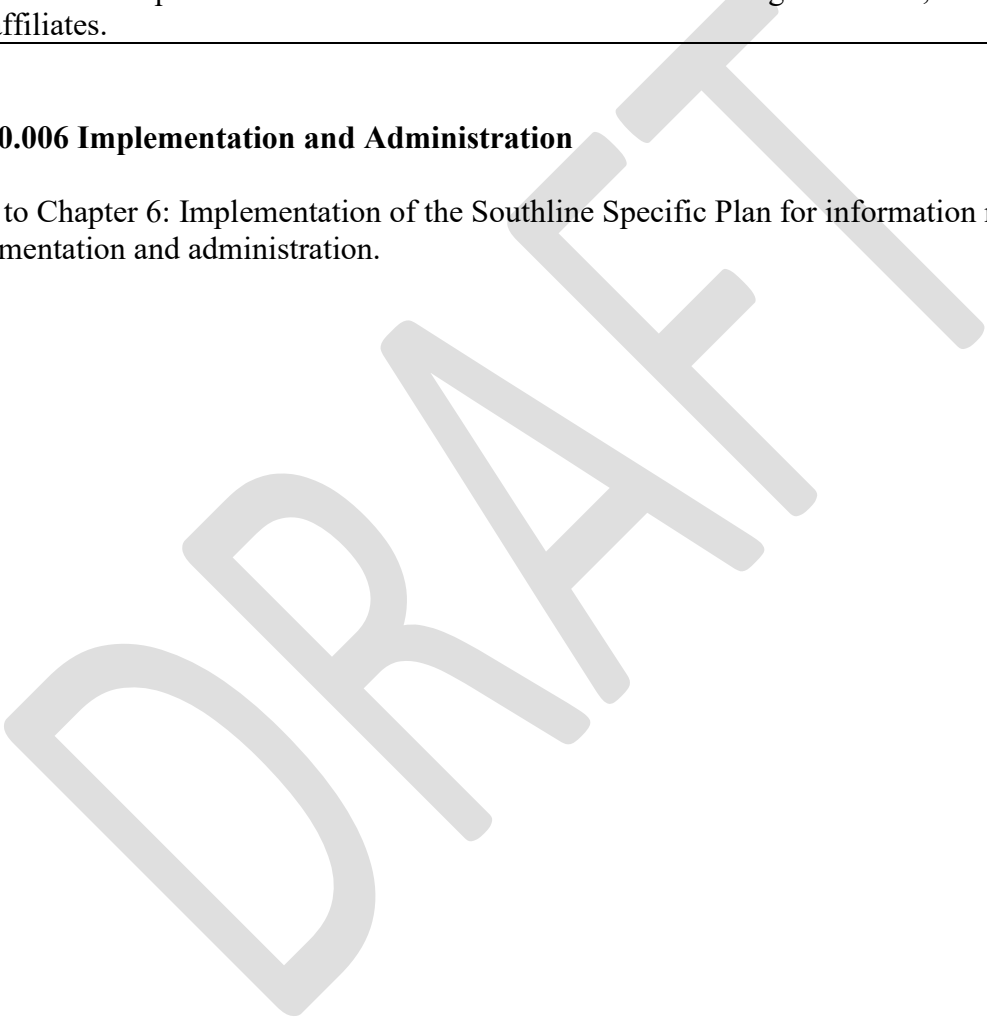 affiliates.
0.006 Implementation and Administration
to Chapter 6: Implementation of the Southline Specific Plan for information
mentation and administration.
DRAFT